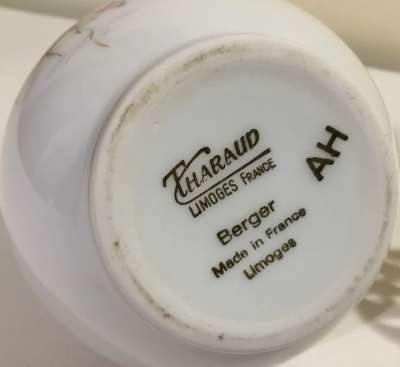 THARAUD
LIMOGES FRANCE
Berger
Made in France
Limoges
AH